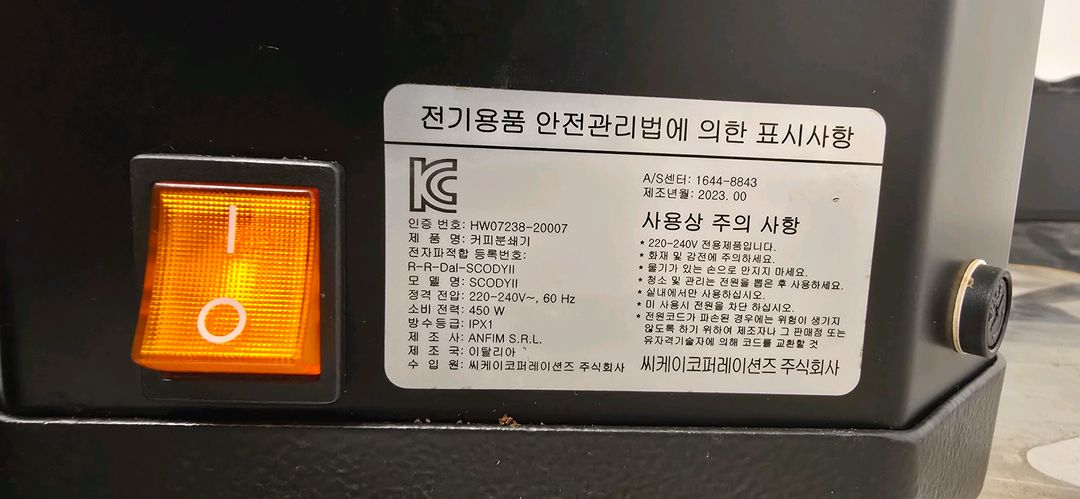 전기용품 안전관리법에 의한 표시사항
KC
인증 번호: HW07238-20007
제 품 명: 커피분쇄기
전자파적합 등록번호:
R-R-Dal-SCODYII
모 델 명: SCODYII
정격 전압: 220-240V~, 60 Hz
소비 전력: 450 W
방수등급: IPX1
제 조 사: ANFIM S.R.L.
제 조 국: 이탈리아
수 입 원: 씨케이코퍼레이션즈 주식회사
A/S센터: 1644-8843
제조년월: 2023. 00
사용상 주의 사항
* 220-240V 전용제품입니다.
* 화재 및 감전에 주의하세요.
* 물기가 있는 손으로 만지지 마세요.
* 청소 및 관리는 전원을 뽑은 후 사용하세요.
* 실내에서만 사용하십시오.
* 미 사용시 전원을 차단 하십시오.
* 전원코드가 파손된 경우에는 위험이 생기지
않도록 하기 위하여 제조자나 그 판매점 또는
유자격기술자에 의해 코드를 교환할 것
씨케이코퍼레이션즈 주식회사